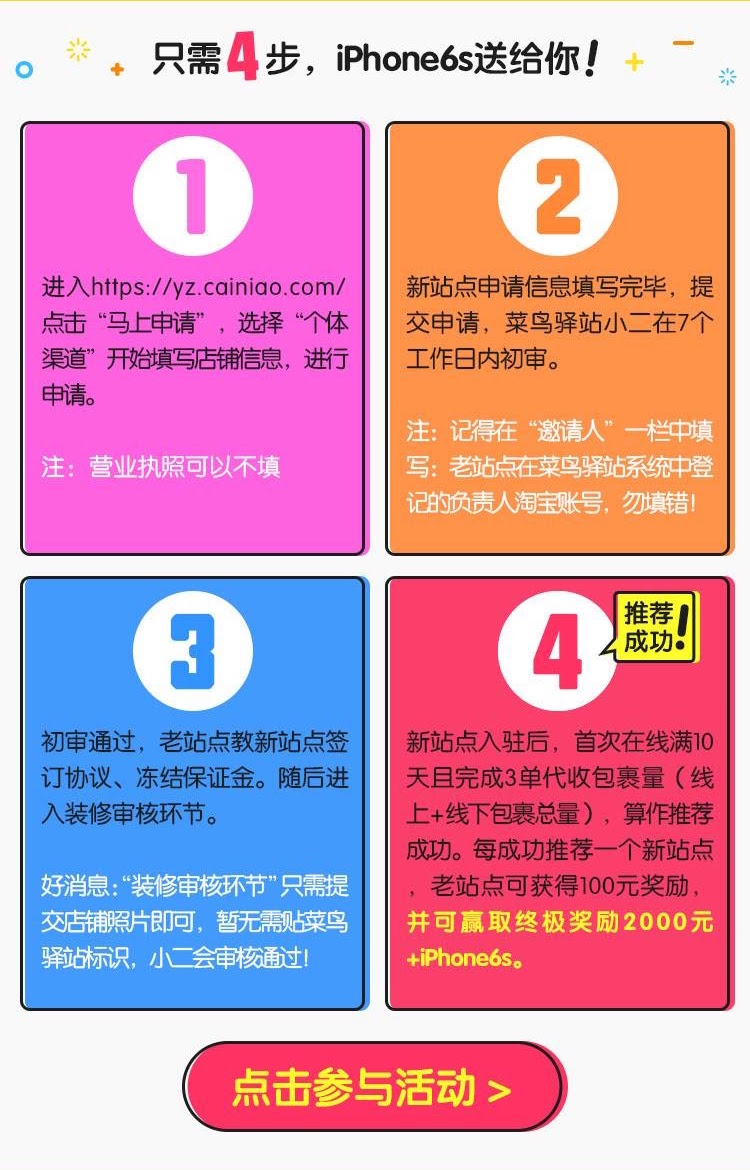 只需4步，iPhone6s送给你！
1
进入https://yz.cainiao.com/
点击“马上申请”，选择“个体
渠道”开始填写店铺信息，进行
申请。
注：营业执照可以不填
2
新站点申请信息填写完毕，提
交申请，菜鸟驿站小二在7个
工作日内初审。
注：记得在“邀请人”一栏中填
写：老站点在菜鸟驿站系统中登
记的负责人淘宝账号，勿填错!
3
初审通过，老站点教新站点签
订协议、冻结保证金。随后进
入装修审核环节。
好消息:“装修审核环节”只需提
交店铺照片即可，暂无需贴菜鸟
驿站标识，小二会审核通过!
4
推荐
成功!
新站点入驻后，首次在线满10
天且完成3单代收包裹量（线
上+线下包裹总量），算作推荐
成功。每成功推荐一个新站点
，老站点可获得100元奖励，
并可赢取终极奖励2000元
+iPhone6s。
点击参与活动 >